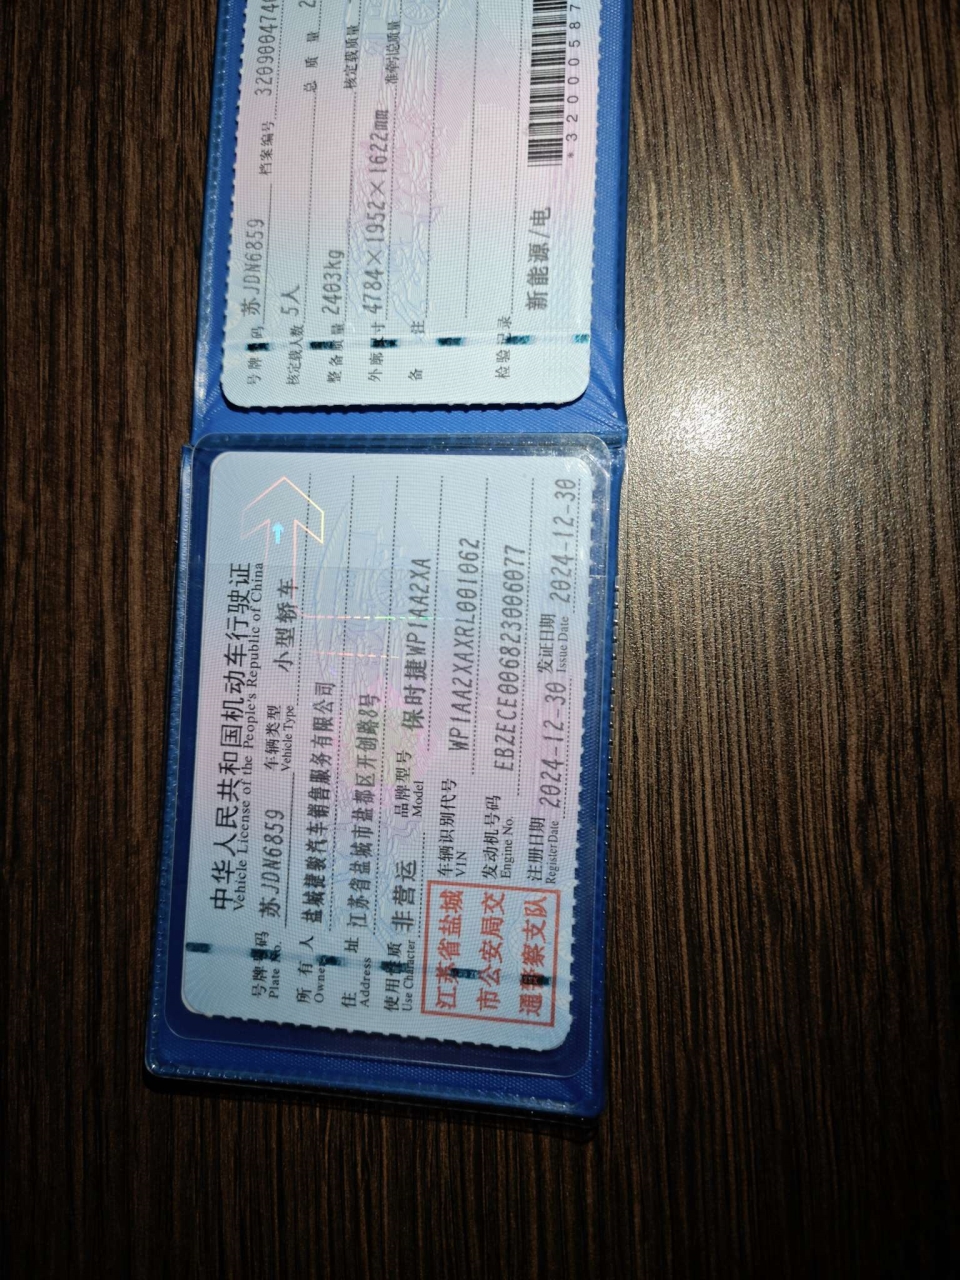 中华人民共和国机动车行驶证
Vehicle License of the People's Republic of China
号牌号码 苏JDN6859 车辆类型 小型轿车
Plate No. Vehicle Type
所有人 盐城捷骏汽车销售服务有限公司
Owner
住址 江苏省盐城市盐都区开创路8号
Address
使用性质 非营运 品牌型号 保时捷WP1AA2XA
Use Character Model
江苏省盐城
市公安局交
通警察支队
车辆识别代号 WP1AA2XAXRL001062
VIN
发动机号码 EBZECE006823006077
Engine No.
注册日期 2024-12-30 发证日期 2024-12-30
Register Date Issue Date
号牌号码 苏JDN6859 档案编号
核定载人数 5人 总质量
整备质量 2403kg 核定载质量
外廓尺寸 4784×1952×1622mm 准牵引总质量
备注
检验记录
新能源/电